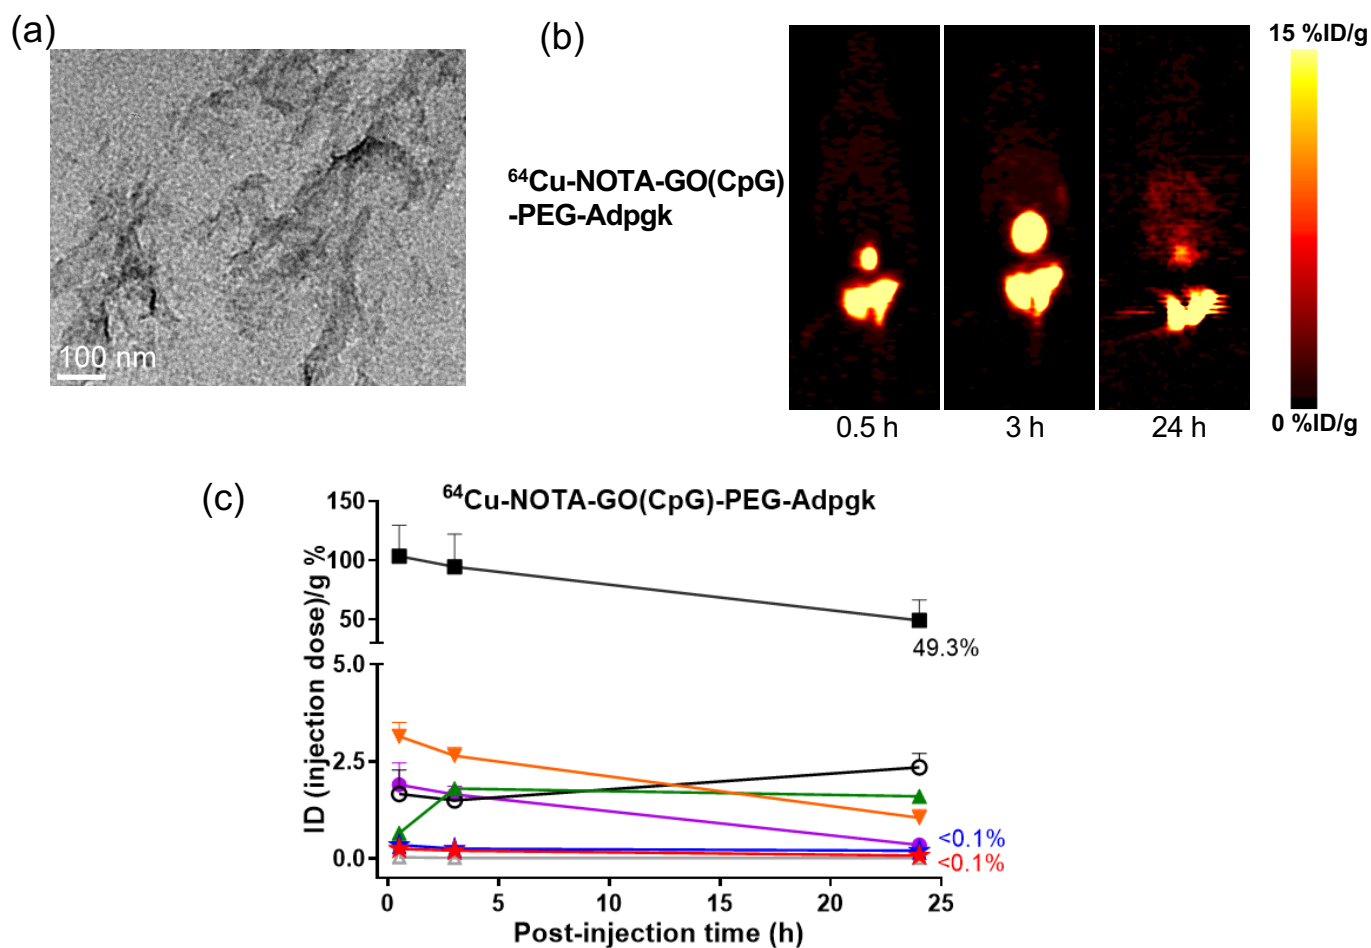 (a)
100 nm
(b)
⁶⁴Cu-NOTA-GO(CpG)
-PEG-Adpgk
0.5 h
3 h
24 h
15 %ID/g
0 %ID/g
(c)
⁶⁴Cu-NOTA-GO(CpG)-PEG-Adpgk
ID (injection dose)/g %
150
100
50
5.0
2.5
0.0
49.3%
<0.1%
<0.1%
0
5
10
15
20
25
Post-injection time (h)